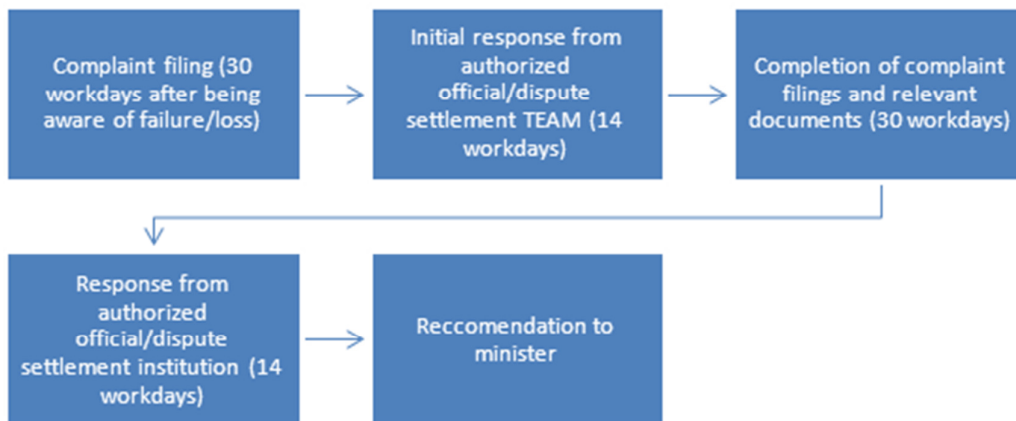 Complaint filing (30
workdays after being
aware of failure/loss)
Initial response from
authorized
official/dispute
settlement TEAM (14
workdays)
Completion of complaint
filings and relevant
documents (30 workdays)
Response from
authorized
official/dispute
settlement institution (14
workdays)
Reccomendation to
minister